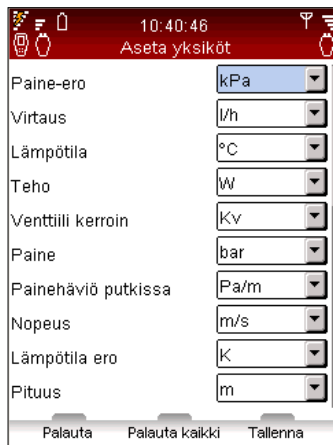 10:40:46
Aseta yksiköt
Paine-ero kPa
Virtaus l/h
Lämpötila °C
Teho W
Venttiili kerroin Kv
Paine bar
Painehäviö putkissa Pa/m
Nopeus m/s
Lämpötila ero K
Pituus m
Palauta Palauta kaikki Tallenna